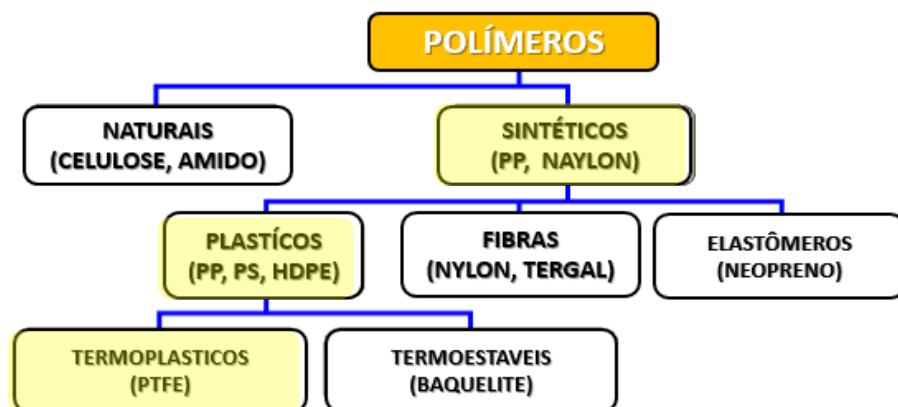 POLÍMEROS
NATURAIS
(CELULOSE, AMIDO)
SINTÉTICOS
(PP, NAYLON)
PLASTÍCOS
(PP, PS, HDPE)
FIBRAS
(NYLON, TERGAL)
ELASTÔMEROS
(NEOPRENO)
TERMOPLASTICOS
(PTFE)
TERMOESTAVEIS
(BAQUELITE)